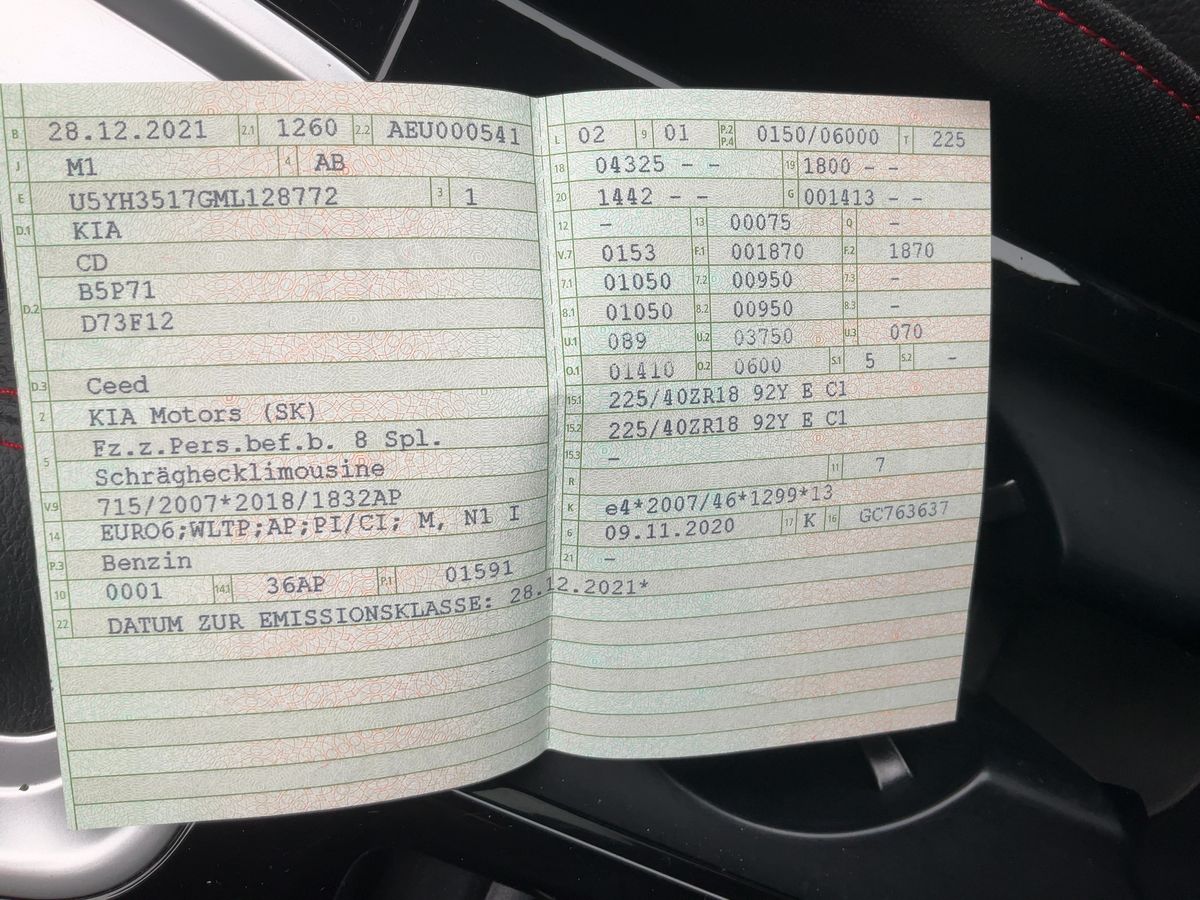 B 28.12.2021 2.1 1260 2.2 AEU000541
J M1 4 AB
E U5YH3517GML128772 3 1
D.1 KIA
CD
B5P71
D.2 D73F12
D.3 Ceed
2 KIA Motors (SK)
Fz.z.Pers.bef.b. 8 Spl.
5 Schräghecklimousine
V.9 715/2007*2018/1832AP
14 EURO6;WLTP;AP;PI/CI; M, N1 I
P.3 Benzin
10 0001 14.1 36AP P.1 01591
22 DATUM ZUR EMISSIONSKLASSE: 28.12.2021*
L 02 9 01 P.2 P.4 0150/06000 T 225
18 04325 - - 19 1800 - -
20 1442 - - G 001413 - -
12 - 13 00075 Q -
V.7 0153 F.1 001870 F.2 1870
7.1 01050 7.2 00950 7.3 -
8.1 01050 8.2 00950 8.3 -
U.1 089 U.2 03750 U.3 070
O.1 01410 O.2 0600 S.1 5 S.2 -
15.1 225/40ZR18 92Y E C1
15.2 225/40ZR18 92Y E C1
15.3 -
R 11 7
K e4*2007/46*1299*13
6 09.11.2020 17 K 16 GC763637
21 -